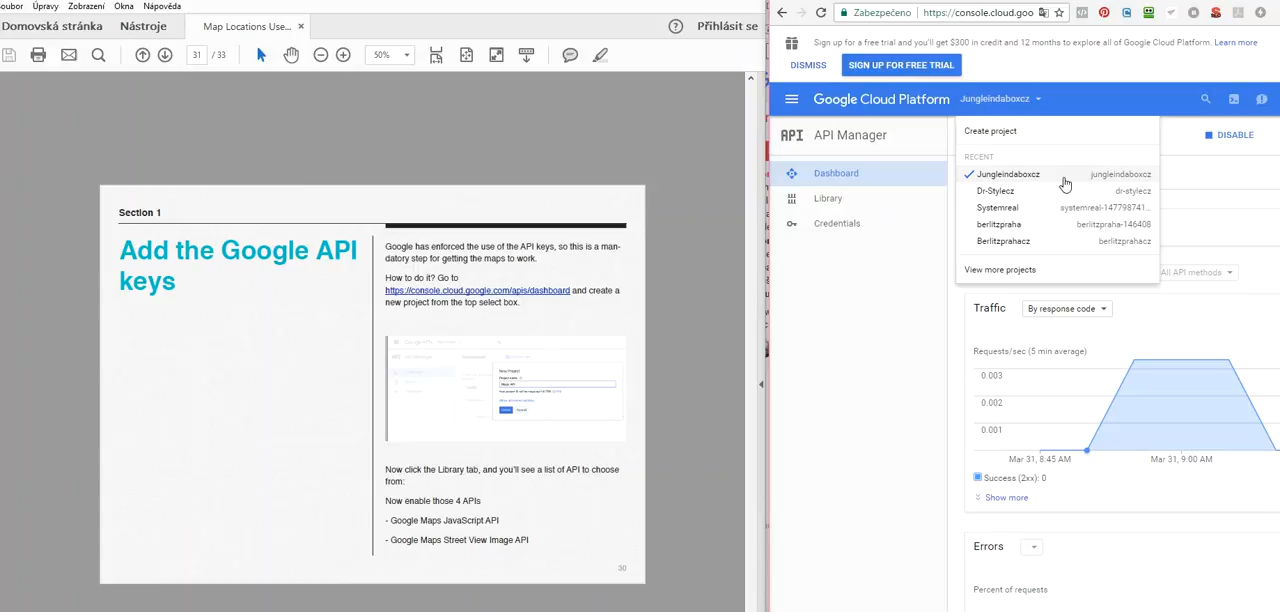 Soubor Úpravy Zobrazení Okna Nápověda
Domovská stránka Nástroje Map Locations Use... × ? Přihlásit se
31 / 33 50%
Section 1
Add the Google API
keys
Google has enforced the use of the API keys, so this is a man-
datory step for getting the maps to work.
How to do it? Go to
https://console.cloud.google.com/apis/dashboard and create a
new project from the top select box.
New Project
Project name
Maps API
Now click the Library tab, and you'll see a list of API to choose
from:
Now enable those 4 APIs
- Google Maps JavaScript API
- Google Maps Street View Image API
30
Zabezpečeno https://console.cloud.goo
Sign up for a free trial and you'll get $300 in credit and 12 months to explore all of Google Cloud Platform. Learn more
DISMISS SIGN UP FOR FREE TRIAL
Google Cloud Platform Jungleindaboxcz
API API Manager
DISABLE
Dashboard
Library
Credentials
Create project
RECENT
Jungleindaboxcz jungleindaboxcz
Dr-Stylecz dr-stylecz
Systemreal systemreal-147798741...
berlitzpraha berlitzpraha-146408
Berlitzprahacz berlitzprahacz
View more projects
All API methods
Traffic By response code
Requests/sec (5 min average)
0.003
0.002
0.001
Mar 31, 8:45 AM Mar 31, 9:00 AM
Success (2xx): 0
Show more
Errors
Percent of requests